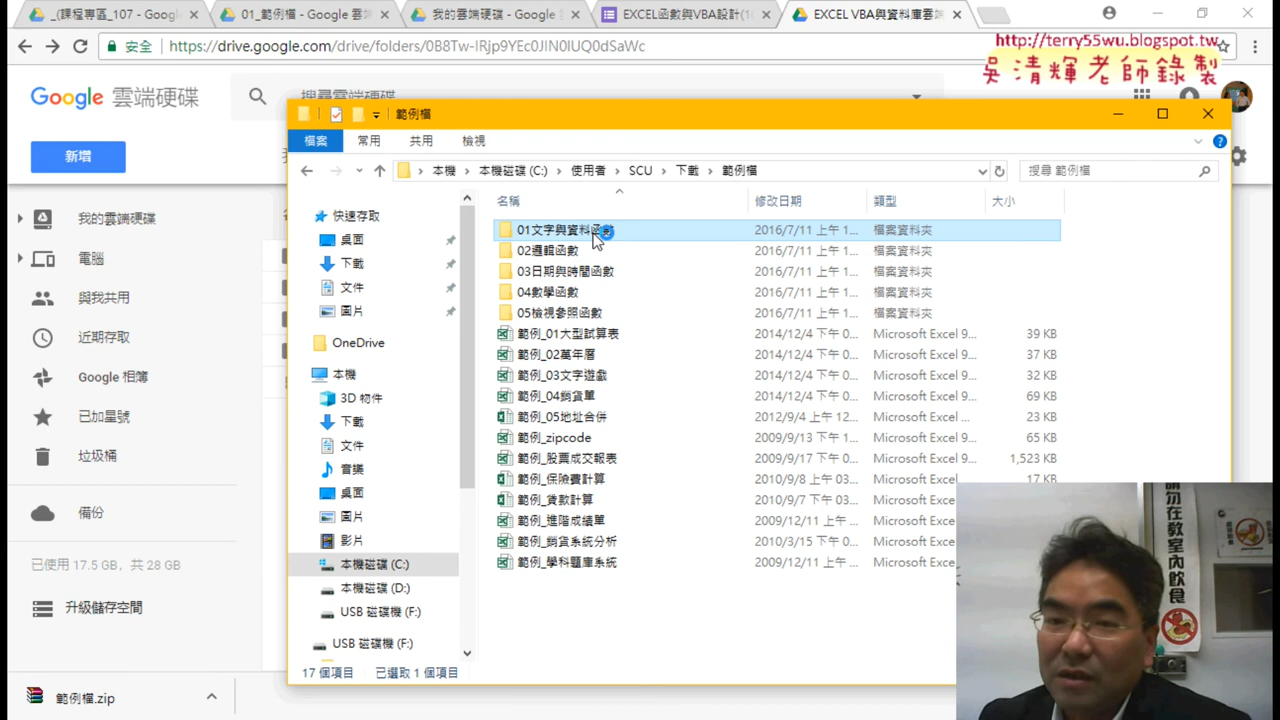 _(課程專區_107 - Google
01_範例檔 - Google 雲端
我的雲端硬碟 - Google
EXCEL函數與VBA設計(1
EXCEL VBA與資料庫雲端
安全
https://drive.google.com/drive/folders/0B8Tw-IRjp9YEc0JIN0lUQ0dSaWc
http://terry55wu.blogspot.tw
吳清輝老師錄製
Google 雲端硬碟
搜尋雲端硬碟
新增
我的雲端硬碟
電腦
與我共用
近期存取
Google 相簿
已加星號
垃圾桶
備份
已使用 17.5 GB，共 28 GB
升級儲存空間
範例檔.zip
範例檔
檔案 常用 共用 檢視
本機 > 本機磁碟 (C:) > 使用者 > SCU > 下載 > 範例檔
搜尋 範例檔
快速存取
桌面
下載
文件
圖片
OneDrive
本機
3D 物件
下載
文件
音樂
桌面
圖片
影片
本機磁碟 (C:)
本機磁碟 (D:)
USB 磁碟機 (F:)
USB 磁碟機 (F:)
名稱 修改日期 類型 大小
01文字與資料函數 2016/7/11 上午 1... 檔案資料夾
02邏輯函數 2016/7/11 上午 1... 檔案資料夾
03日期與時間函數 2016/7/11 上午 1... 檔案資料夾
04數學函數 2016/7/11 上午 1... 檔案資料夾
05檢視參照函數 2016/7/11 上午 1... 檔案資料夾
範例_01大型試算表 2014/12/4 下午 0... Microsoft Excel 9... 39 KB
範例_02萬年曆 2014/12/4 下午 0... Microsoft Excel 9... 37 KB
範例_03文字遊戲 2014/12/4 下午 0... Microsoft Excel 9... 32 KB
範例_04銷貨單 2014/12/4 下午 0... Microsoft Excel 9... 69 KB
範例_05地址合併 2012/9/4 上午 12... Microsoft Excel ... 23 KB
範例_zipcode 2009/9/13 下午 1... Microsoft Excel 9... 65 KB
範例_股票成交報表 2009/9/17 下午 0... Microsoft Excel 9... 1,523 KB
範例_保險費計算 2010/9/8 上午 03... Microsoft Excel ... 17 KB
範例_貸款計算 2010/9/7 下午 03... Microsoft Exce
範例_進階成績單 2009/12/11 上午 ... Microsoft Exce
範例_銷貨系統分析 2010/3/15 下午 0... Microsoft Exce
範例_學科題庫系統 2009/12/11 上午 ... Microsoft Exce
17 個項目 已選取 1 個項目
請勿在教室內飲食